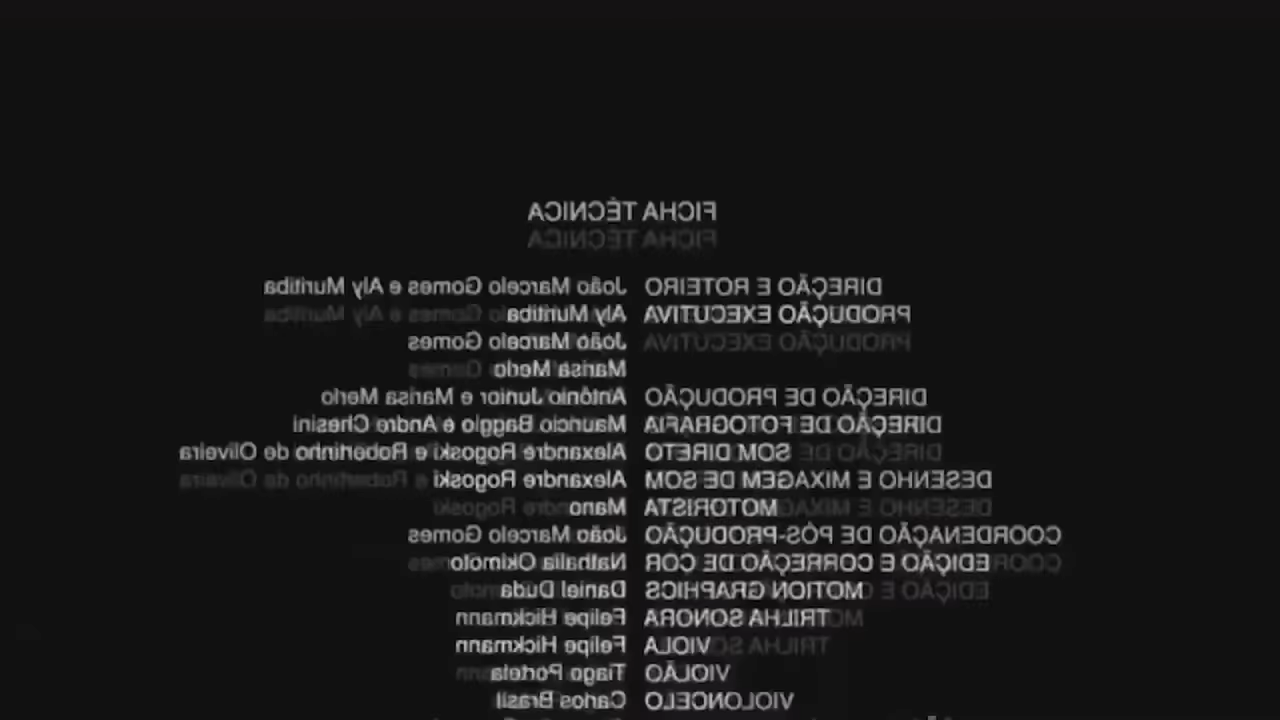 FICHA TÉCNICA
DIREÇÃO E ROTEIRO João Marcelo Gomes e Aly Muritiba
PRODUÇÃO EXECUTIVA Aly Muritiba
João Marcelo Gomes
Marisa Merlo
DIREÇÃO DE PRODUÇÃO Antônio Junior e Marisa Merlo
DIREÇÃO DE FOTOGRAFIA Mauricio Baggio e Andre Chesini
SOM DIRETO Alexandre Rogoski e Robertinho de Oliveira
DESENHO E MIXAGEM DE SOM Alexandre Rogoski
MOTORISTA Mano
COORDENAÇÃO DE PÓS-PRODUÇÃO João Marcelo Gomes
EDIÇÃO E CORREÇÃO DE COR Nathalia Okimoto
MOTION GRAPHICS Daniel Duda
TRILHA SONORA Felipe Hickmann
VIOLA Felipe Hickmann
VIOLÃO Tiago Portela
VIOLONCELO Carlos Brasil